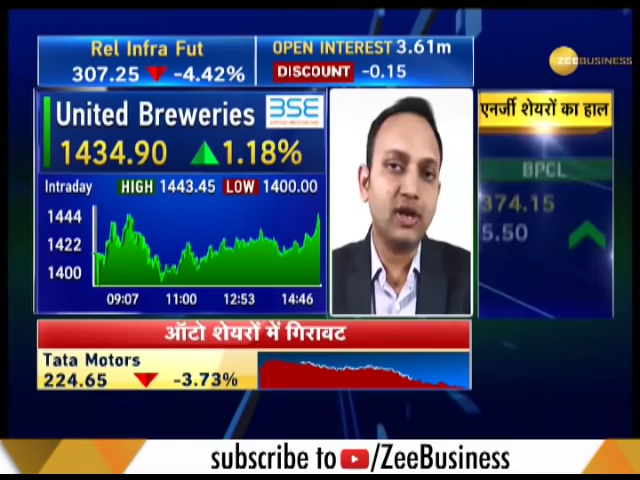 Rel Infra Fut
307.25 -4.42%
OPEN INTEREST 3.61m
DISCOUNT -0.15
ZEEBUSINESS
United Breweries BSE
1434.90 1.18%
Intraday HIGH 1443.45 LOW 1400.00
1444
1422
1400
09:07 11:00 12:53 14:46
एनर्जी शेयरों का हाल
BPCL
374.15
5.50
ऑटो शेयरों में गिरावट
Tata Motors
224.65 -3.73%
subscribe to /ZeeBusiness